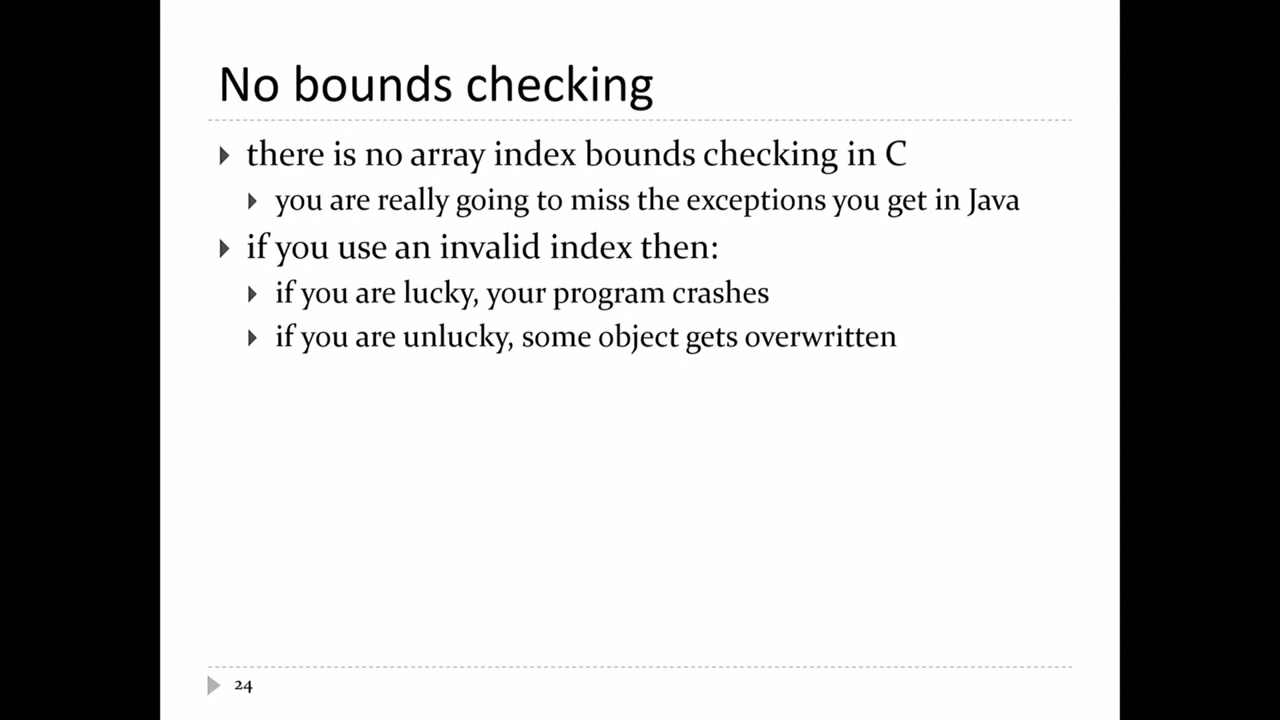 No bounds checking
there is no array index bounds checking in C
you are really going to miss the exceptions you get in Java
if you use an invalid index then:
if you are lucky, your program crashes
if you are unlucky, some object gets overwritten
24